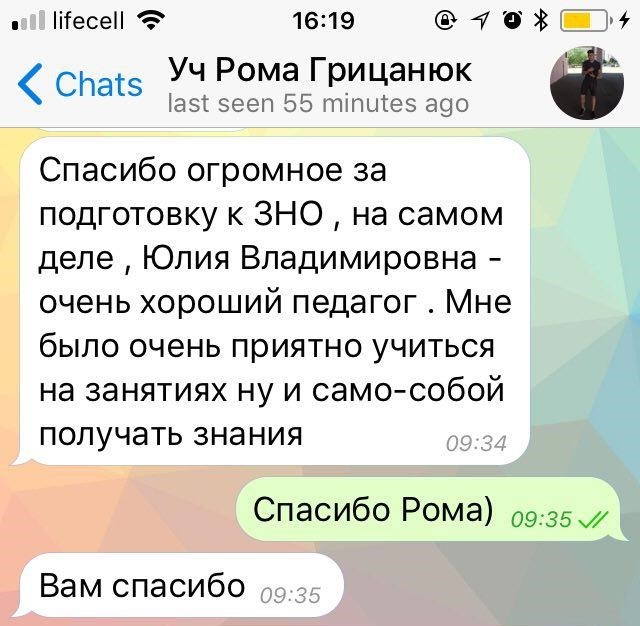 lifecell 16:19
Chats
Уч Рома Грицанюк
last seen 55 minutes ago
Спасибо огромное за
подготовку к ЗНО , на самом
деле , Юлия Владимировна -
очень хороший педагог . Мне
было очень приятно учиться
на занятиях ну и само-собой
получать знания 09:34
Спасибо Рома) 09:35
Вам спасибо 09:35